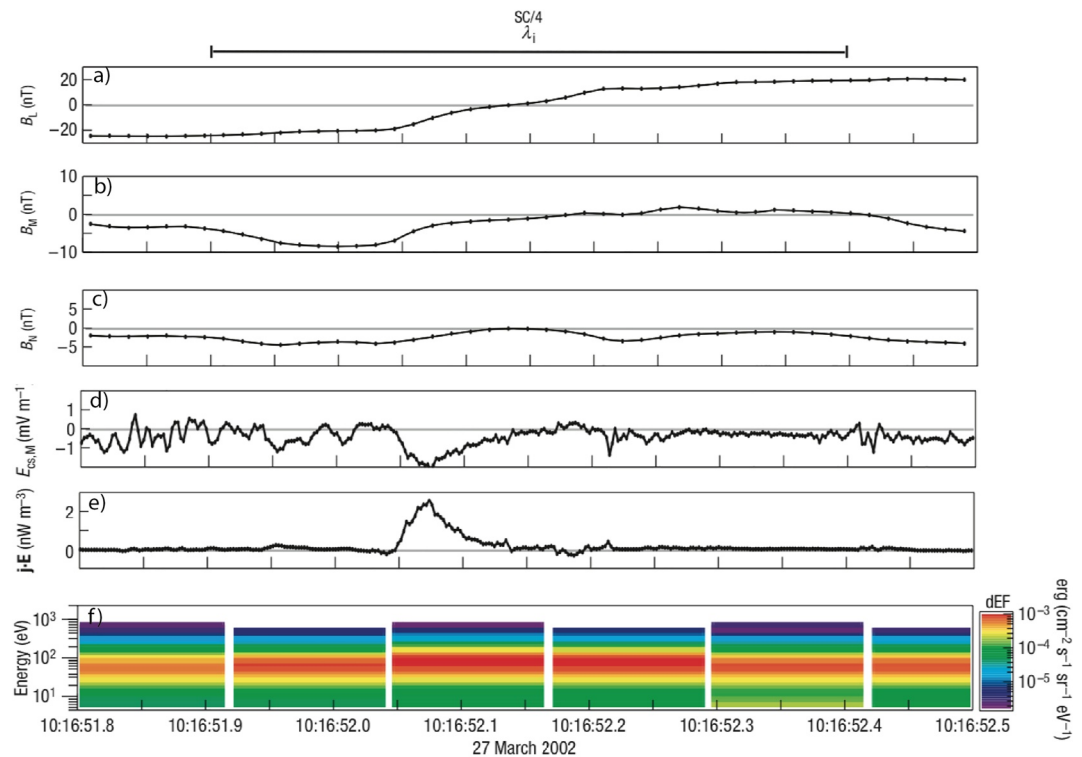 SC/4
λi
a)
20
0
−20
BL (nT)
b)
10
0
−10
BM (nT)
c)
5
0
−5
BN (nT)
d)
1
0
−1
Ecs,M (mV m−1)
e)
2
0
j·E (nW m−3)
f)
10³
10²
10¹
Energy (eV)
dEF
10−3
10−4
10−5
erg (cm−2 s−1 sr−1 eV−1)
10:16:51.8 10:16:51.9 10:16:52.0 10:16:52.1 10:16:52.2 10:16:52.3 10:16:52.4 10:16:52.5
27 March 2002